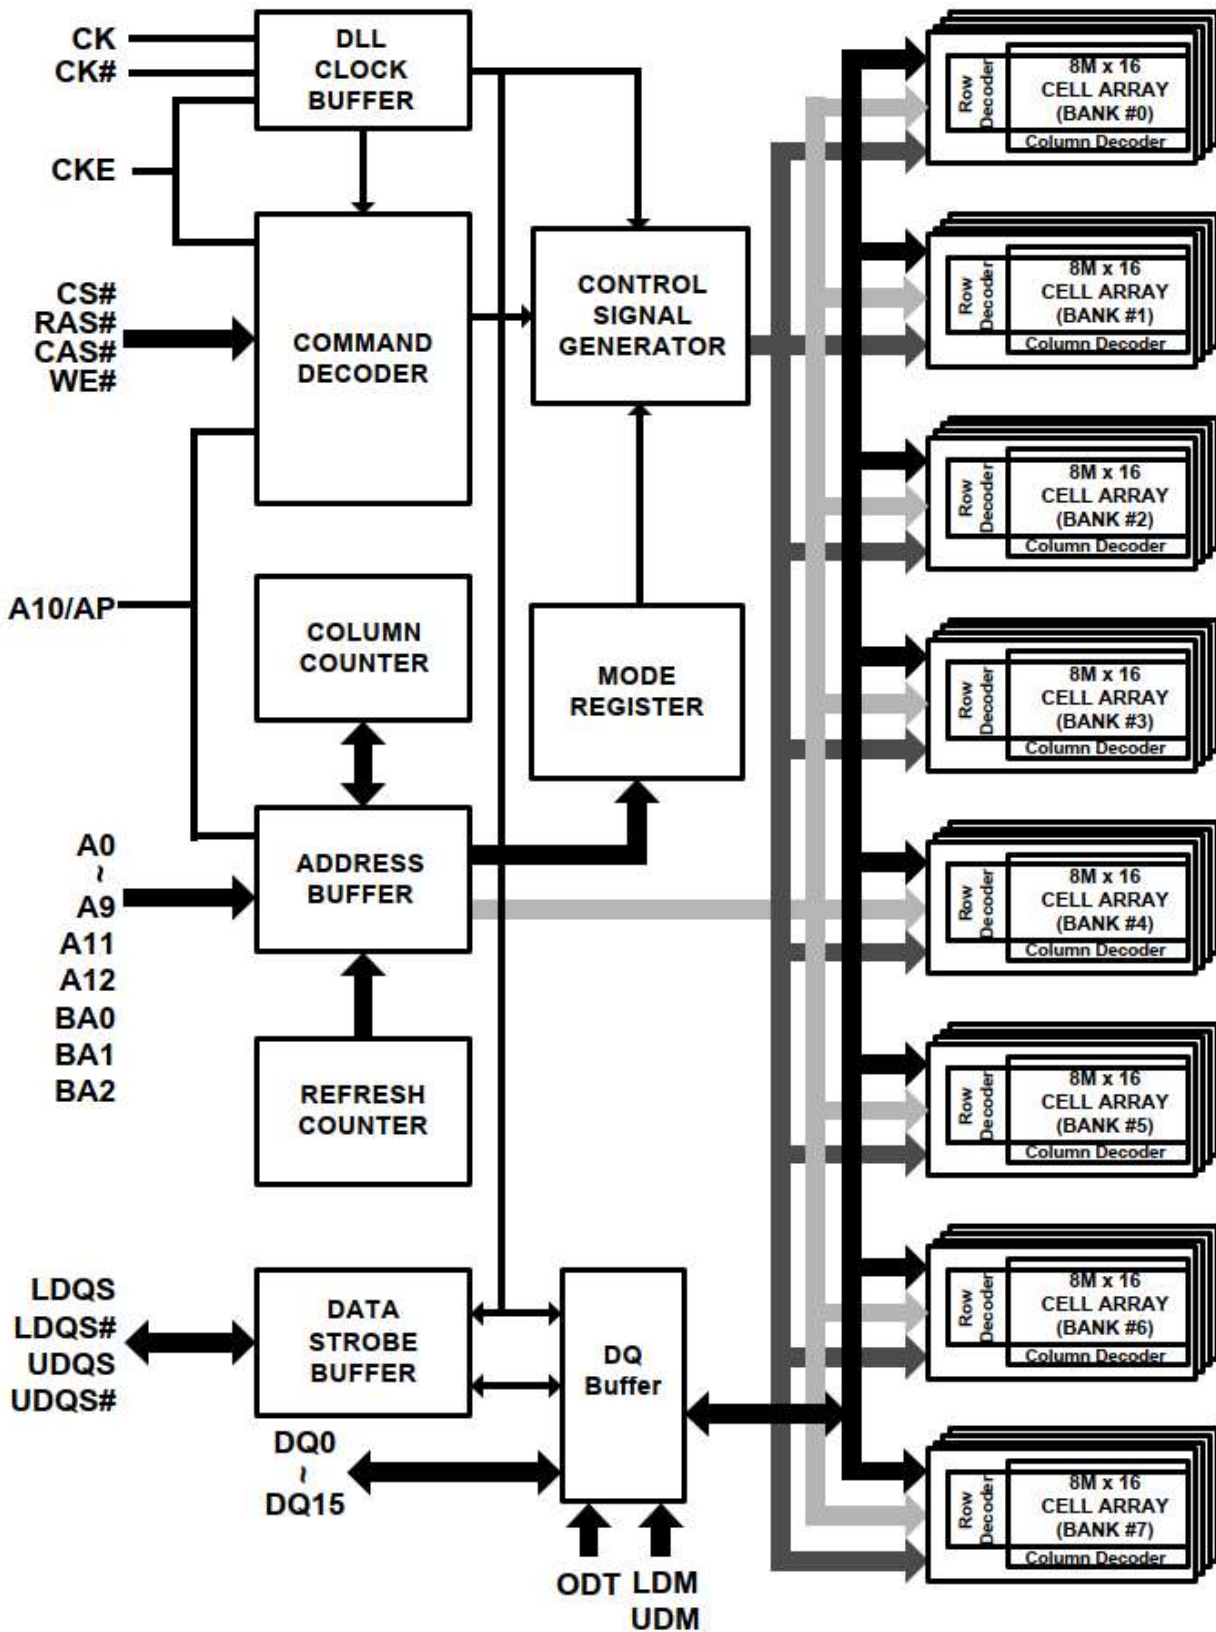 CK
CK#
CKE
CS#
RAS#
CAS#
WE#
A10/AP
A0
~
A9
A11
A12
BA0
BA1
BA2
LDQS
LDQS#
UDQS
UDQS#
DQ0
~
DQ15
DLL
CLOCK
BUFFER
COMMAND
DECODER
COLUMN
COUNTER
ADDRESS
BUFFER
REFRESH
COUNTER
DATA
STROBE
BUFFER
CONTROL
SIGNAL
GENERATOR
MODE
REGISTER
DQ
Buffer
ODT
LDM
UDM
Row
Decoder
8M x 16
CELL ARRAY
(BANK #0)
Column Decoder
Row
Decoder
8M x 16
CELL ARRAY
(BANK #1)
Column Decoder
Row
Decoder
8M x 16
CELL ARRAY
(BANK #2)
Column Decoder
Row
Decoder
8M x 16
CELL ARRAY
(BANK #3)
Column Decoder
Row
Decoder
8M x 16
CELL ARRAY
(BANK #4)
Column Decoder
Row
Decoder
8M x 16
CELL ARRAY
(BANK #5)
Column Decoder
Row
Decoder
8M x 16
CELL ARRAY
(BANK #6)
Column Decoder
Row
Decoder
8M x 16
CELL ARRAY
(BANK #7)
Column Decoder